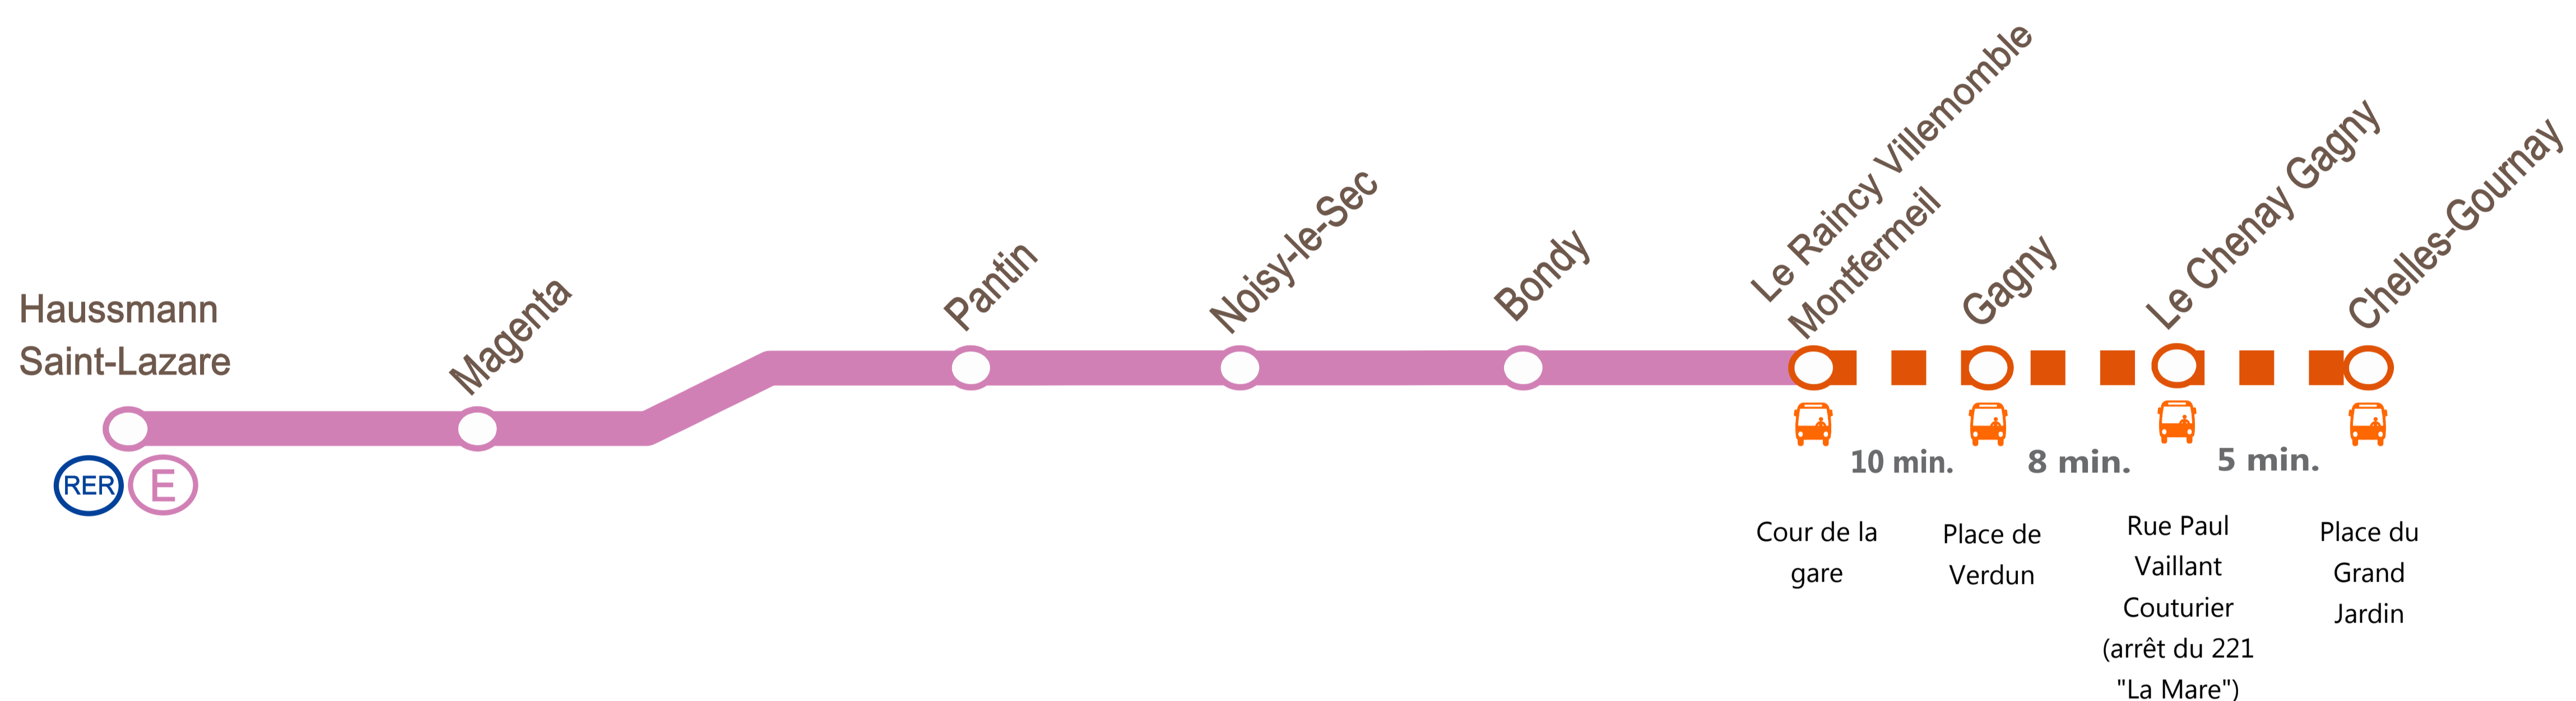 Haussmann
Saint-Lazare
Magenta
Pantin
Noisy-le-Sec
Bondy
Le Raincy Villemomble
Montfermeil
Gagny
Le Chenay Gagny
Chelles-Gournay
RER
E
10 min.
8 min.
5 min.
Cour de la
gare
Place de
Verdun
Rue Paul
Vaillant
Couturier
(arrêt du 221
"La Mare")
Place du
Grand
Jardin